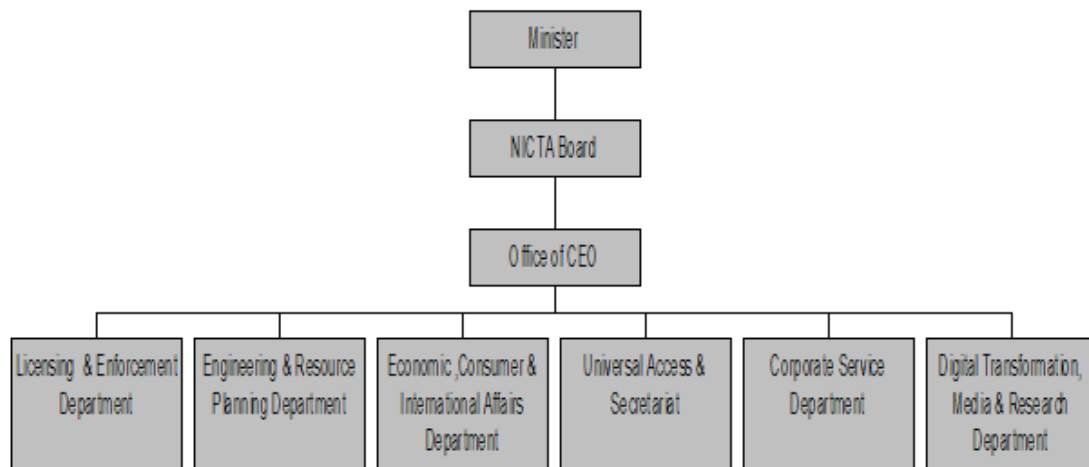 Minister
NICTA Board
Office of CEO
Licensing & Enforcement
Department
Engineering & Resource
Planning Department
Economic ,Consumer &
International Affairs
Department
Universal Access &
Secretariat
Corporate Service
Department
Digital Transformation,
Media & Research
Department